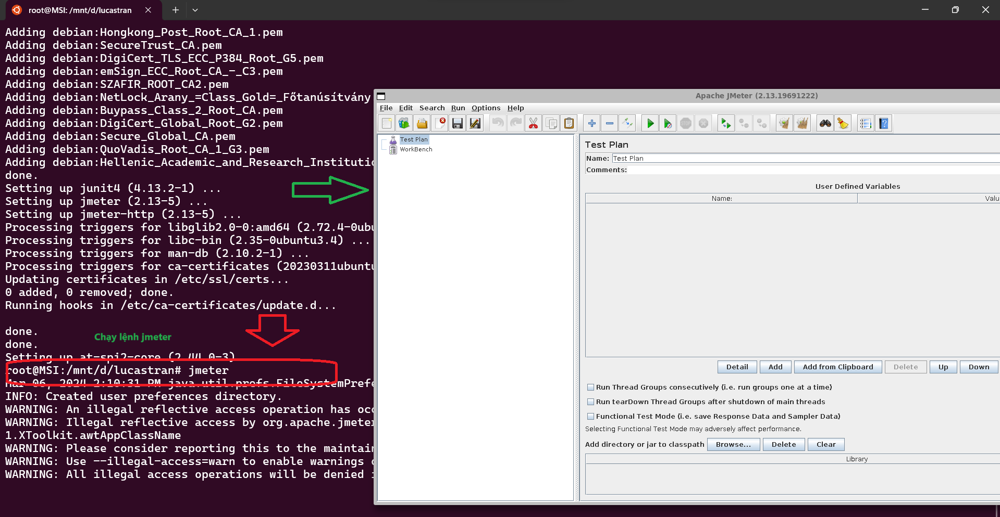 root@MSI: /mnt/d/lucastran
Adding debian:Hongkong_Post_Root_CA_1.pem
Adding debian:SecureTrust_CA.pem
Adding debian:DigiCert_TLS_ECC_P384_Root_G5.pem
Adding debian:emSign_ECC_Root_CA_-_C3.pem
Adding debian:SZAFIR_ROOT_CA2.pem
Adding debian:NetLock_Arany_=Class_Gold=_Főtanúsítvány
Adding debian:Buypass_Class_2_Root_CA.pem
Adding debian:DigiCert_Global_Root_G2.pem
Adding debian:Secure_Global_CA.pem
Adding debian:QuoVadis_Root_CA_1_G3.pem
Adding debian:Hellenic_Academic_and_Research_Institutio
done.
Setting up junit4 (4.13.2-1) ...
Setting up jmeter (2.13-5) ...
Setting up jmeter-http (2.13-5) ...
Processing triggers for libglib2.0-0:amd64 (2.72.4-0ubu
Processing triggers for libc-bin (2.35-0ubuntu3.4) ...
Processing triggers for man-db (2.10.2-1) ...
Processing triggers for ca-certificates (20230311ubuntu
Updating certificates in /etc/ssl/certs...
0 added, 0 removed; done.
Running hooks in /etc/ca-certificates/update.d...
done.
Chạy lệnh jmeter
done.
Setting up at-spi2-core (2.44.0-3)
root@MSI:/mnt/d/lucastran# jmeter
Mar 06, 2024 2:10:31 PM java.util.prefs.FileSystemPrefe
INFO: Created user preferences directory.
WARNING: An illegal reflective access operation has occ
WARNING: Illegal reflective access by org.apache.jmeter
1.XToolkit.awtAppClassName
WARNING: Please consider reporting this to the maintain
WARNING: Use --illegal-access=warn to enable warnings
WARNING: All illegal access operations will be denied
Apache JMeter (2.13.19691222)
File Edit Search Run Options Help
Test Plan
WorkBench
Test Plan
Name: Test Plan
Comments:
User Defined Variables
Name: Valu
Detail Add Add from Clipboard Delete Up Down
Run Thread Groups consecutively (i.e. run groups one at a time)
Run tearDown Thread Groups after shutdown of main threads
Functional Test Mode (i.e. save Response Data and Sampler Data)
Selecting Functional Test Mode may adversely affect performance.
Add directory or jar to classpath Browse... Delete Clear
Library